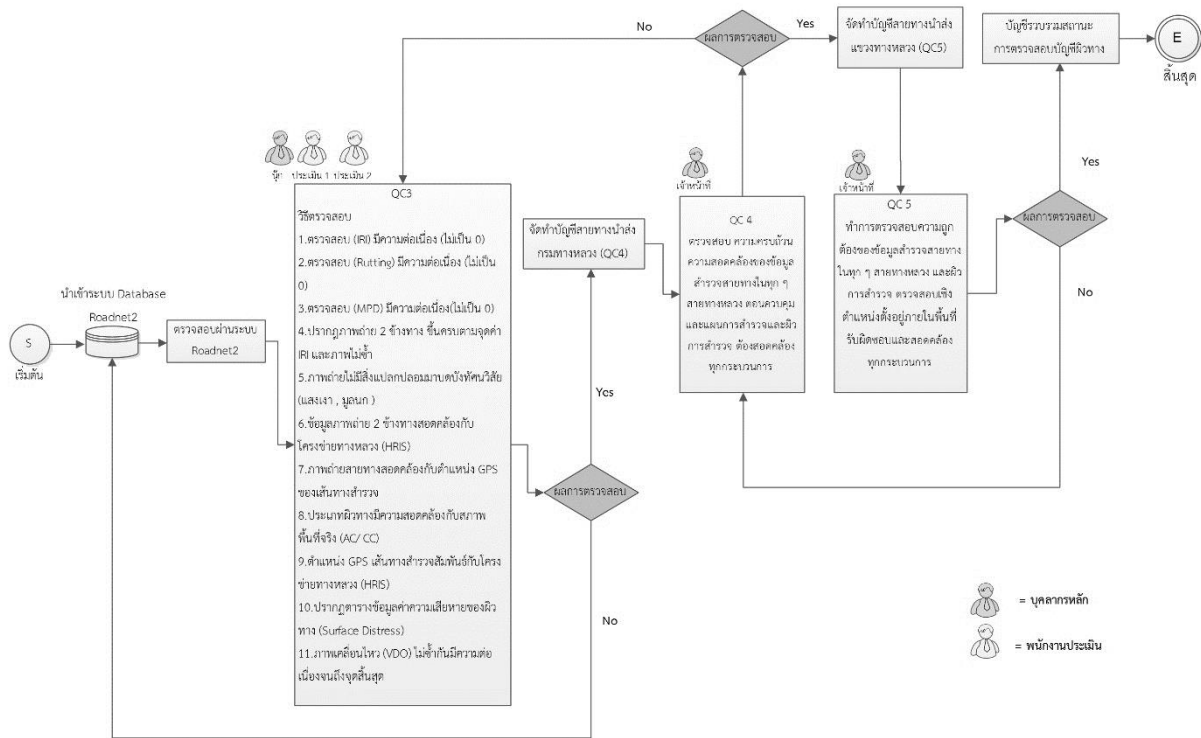 No
ผลการตรวจสอบ
Yes
จัดทำบัญชีสายทางนำส่ง
แขวงทางหลวง (QC5)
บัญชีรวบรวมสถานะ
การตรวจสอบบัญชีผิวทาง
E
สิ้นสุด
นุ๊ก ประเมิน 1 ประเมิน 2
QC3
วิธีตรวจสอบ
1.ตรวจสอบ (IRI) มีความต่อเนื่อง (ไม่เป็น 0)
2.ตรวจสอบ (Rutting) มีความต่อเนื่อง (ไม่เป็น
0)
3.ตรวจสอบ (MPD) มีความต่อเนื่อง(ไม่เป็น 0)
4.ปรากฏภาพถ่าย 2 ข้างทาง ขึ้นครบตามจุดค่า
IRI และภาพไม่ซ้ำ
5.ภาพถ่ายไม่มีสิ่งแปลกปลอมมาบดบังทัศนวิสัย
(แสงเงา , มูลนก )
6.ข้อมูลภาพถ่าย 2 ข้างทางสอดคล้องกับ
โครงข่ายทางหลวง (HRIS)
7.ภาพถ่ายสายทางสอดคล้องกับตำแหน่ง GPS
ของเส้นทางสำรวจ
8.ประเภทผิวทางมีความสอดคล้องกับสภาพ
พื้นที่จริง (AC/ CC)
9.ตำแหน่ง GPS เส้นทางสำรวจสัมพันธ์กับโครง
ข่ายทางหลวง (HRIS)
10.ปรากฏตารางข้อมูลค่าความเสียหายของผิว
ทาง (Surface Distress)
11.ภาพเคลื่อนไหว (VDO) ไม่ซ้ำกันมีความต่อ
เนื่องจนถึงจุดสิ้นสุด
นำเข้าระบบ Database
Roadnet2
S
เริ่มต้น
ตรวจสอบผ่านระบบ
Roadnet2
จัดทำบัญชีสายทางนำส่ง
กรมทางหลวง (QC4)
Yes
ผลการตรวจสอบ
No
เจ้าหน้าที่
QC 4
ตรวจสอบ ความครบถ้วน
ความสอดคล้องของข้อมูล
สำรวจสายทางในทุก ๆ
สายทางหลวง ตอนควบคุม
และแผนการสำรวจและผิว
การสำรวจ ต้องสอดคล้อง
ทุกกระบวนการ
เจ้าหน้าที่
QC 5
ทำการตรวจสอบความถูก
ต้องของข้อมูลสำรวจสายทาง
ในทุก ๆ สายทางหลวง และผิว
การสำรวจ ตรวจสอบเชิง
ตำแหน่งตั้งอยู่ภายในพื้นที่
รับผิดชอบและสอดคล้อง
ทุกกระบวนการ
Yes
ผลการตรวจสอบ
No
= บุคลากรหลัก
= พนักงานประเมิน